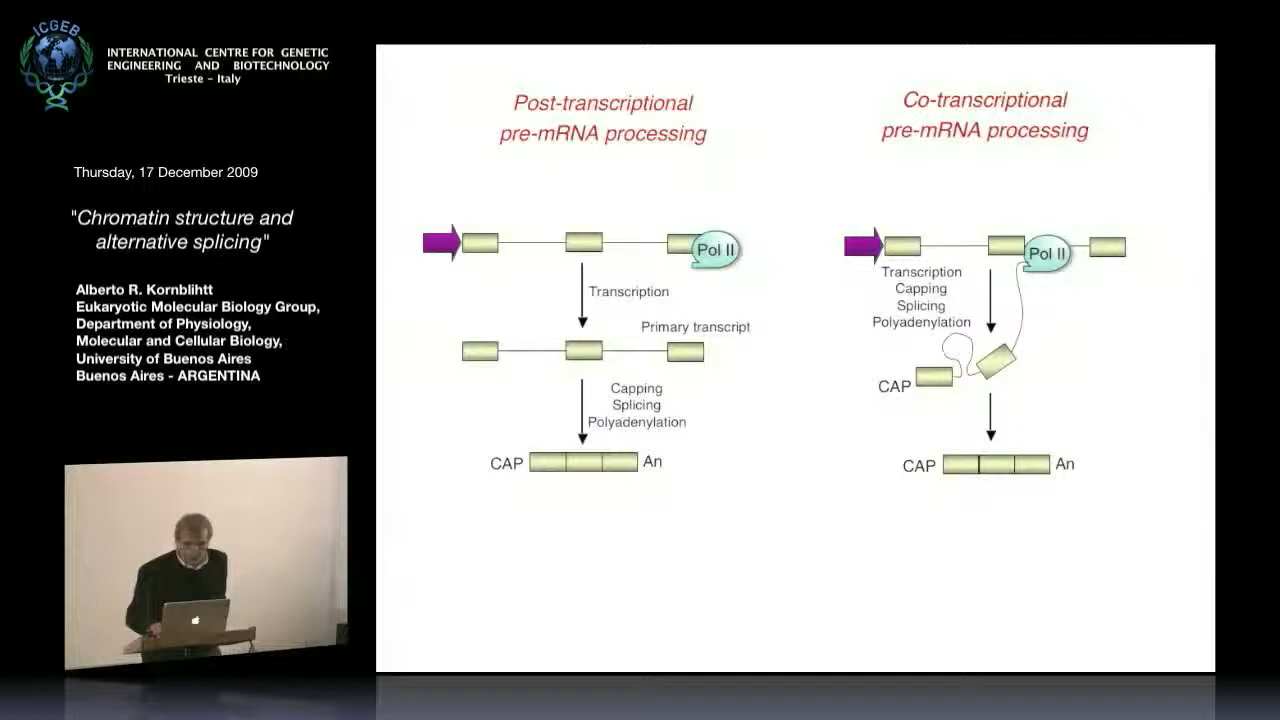 ICGEB
INTERNATIONAL CENTRE FOR GENETIC
ENGINEERING AND BIOTECHNOLOGY
Trieste - Italy
Thursday, 17 December 2009
"Chromatin structure and
alternative splicing"
Alberto R. Kornblihtt
Eukaryotic Molecular Biology Group,
Department of Physiology,
Molecular and Cellular Biology,
University of Buenos Aires
Buenos Aires - ARGENTINA
Post-transcriptional
pre-mRNA processing
Pol II
Transcription
Primary transcript
Capping
Splicing
Polyadenylation
CAP
An
Co-transcriptional
pre-mRNA processing
Pol II
Transcription
Capping
Splicing
Polyadenylation
CAP
CAP
An